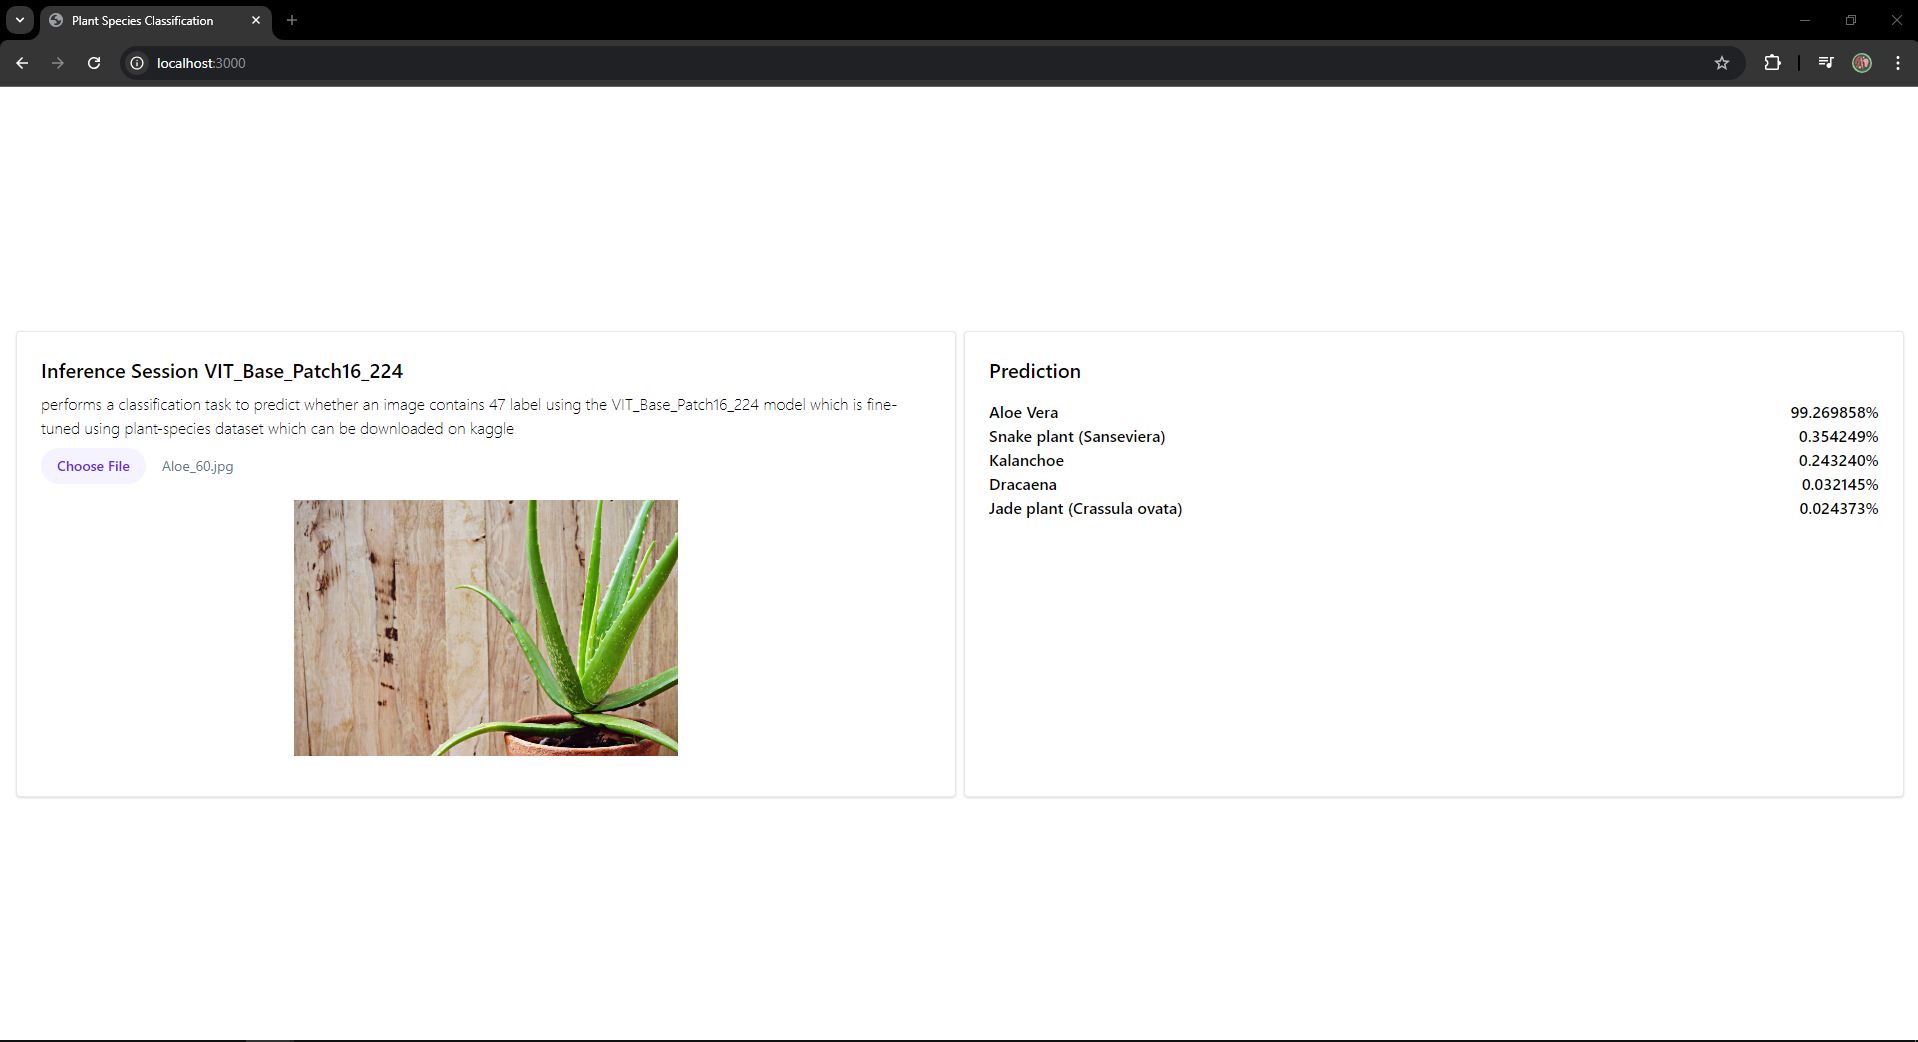 Plant Species Classification
localhost:3000
Inference Session VIT_Base_Patch16_224
performs a classification task to predict whether an image contains 47 label using the VIT_Base_Patch16_224 model which is fine-
tuned using plant-species dataset which can be downloaded on kaggle
Choose File Aloe_60.jpg
Prediction
Aloe Vera 99.269858%
Snake plant (Sanseviera) 0.354249%
Kalanchoe 0.243240%
Dracaena 0.032145%
Jade plant (Crassula ovata) 0.024373%